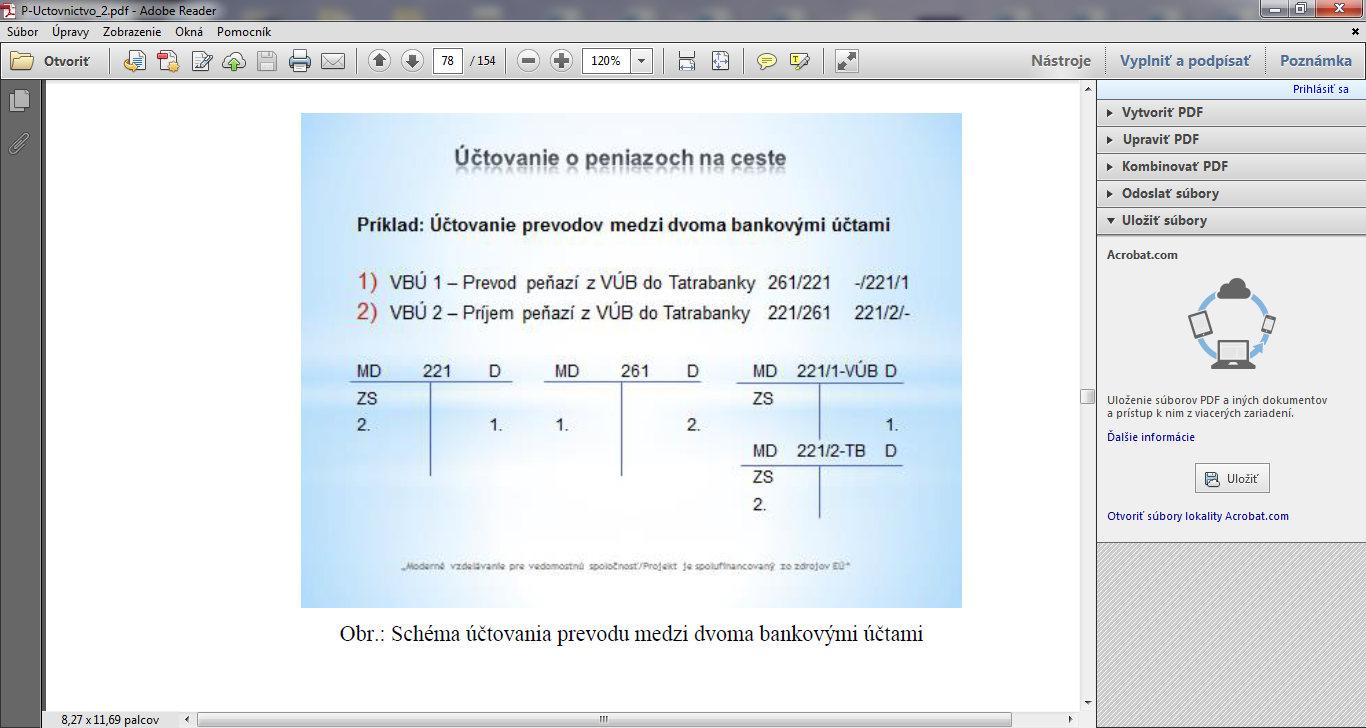 P-Uctovnictvo_2.pdf - Adobe Reader
Súbor Úpravy Zobrazenie Okná Pomocník
Otvoriť 78 / 154 120% Nástroje Vyplniť a podpísať Poznámka
Prihlásiť sa
Vytvoriť PDF
Upraviť PDF
Kombinovať PDF
Odoslať súbory
Uložiť súbory
Acrobat.com
Uloženie súborov PDF a iných dokumentov
a prístup k nim z viacerých zariadení.
Ďalšie informácie
Uložiť
Otvoriť súbory lokality Acrobat.com
Účtovanie o peniazoch na ceste
Príklad: Účtovanie prevodov medzi dvoma bankovými účtami
1) VBÚ 1 – Prevod peňazí z VÚB do Tatrabanky 261/221 -/221/1
2) VBÚ 2 – Príjem peňazí z VÚB do Tatrabanky 221/261 221/2/-
MD 221 D MD 261 D MD 221/1-VÚB D
ZS ZS
2. 1. 1. 2. 1.
MD 221/2-TB D
ZS
2.
„Moderné vzdelávanie pre vedomostnú spoločnosť/Projekt je spolufinancovaný zo zdrojov EÚ“
Obr.: Schéma účtovania prevodu medzi dvoma bankovými účtami
8,27 x 11,69 palcov